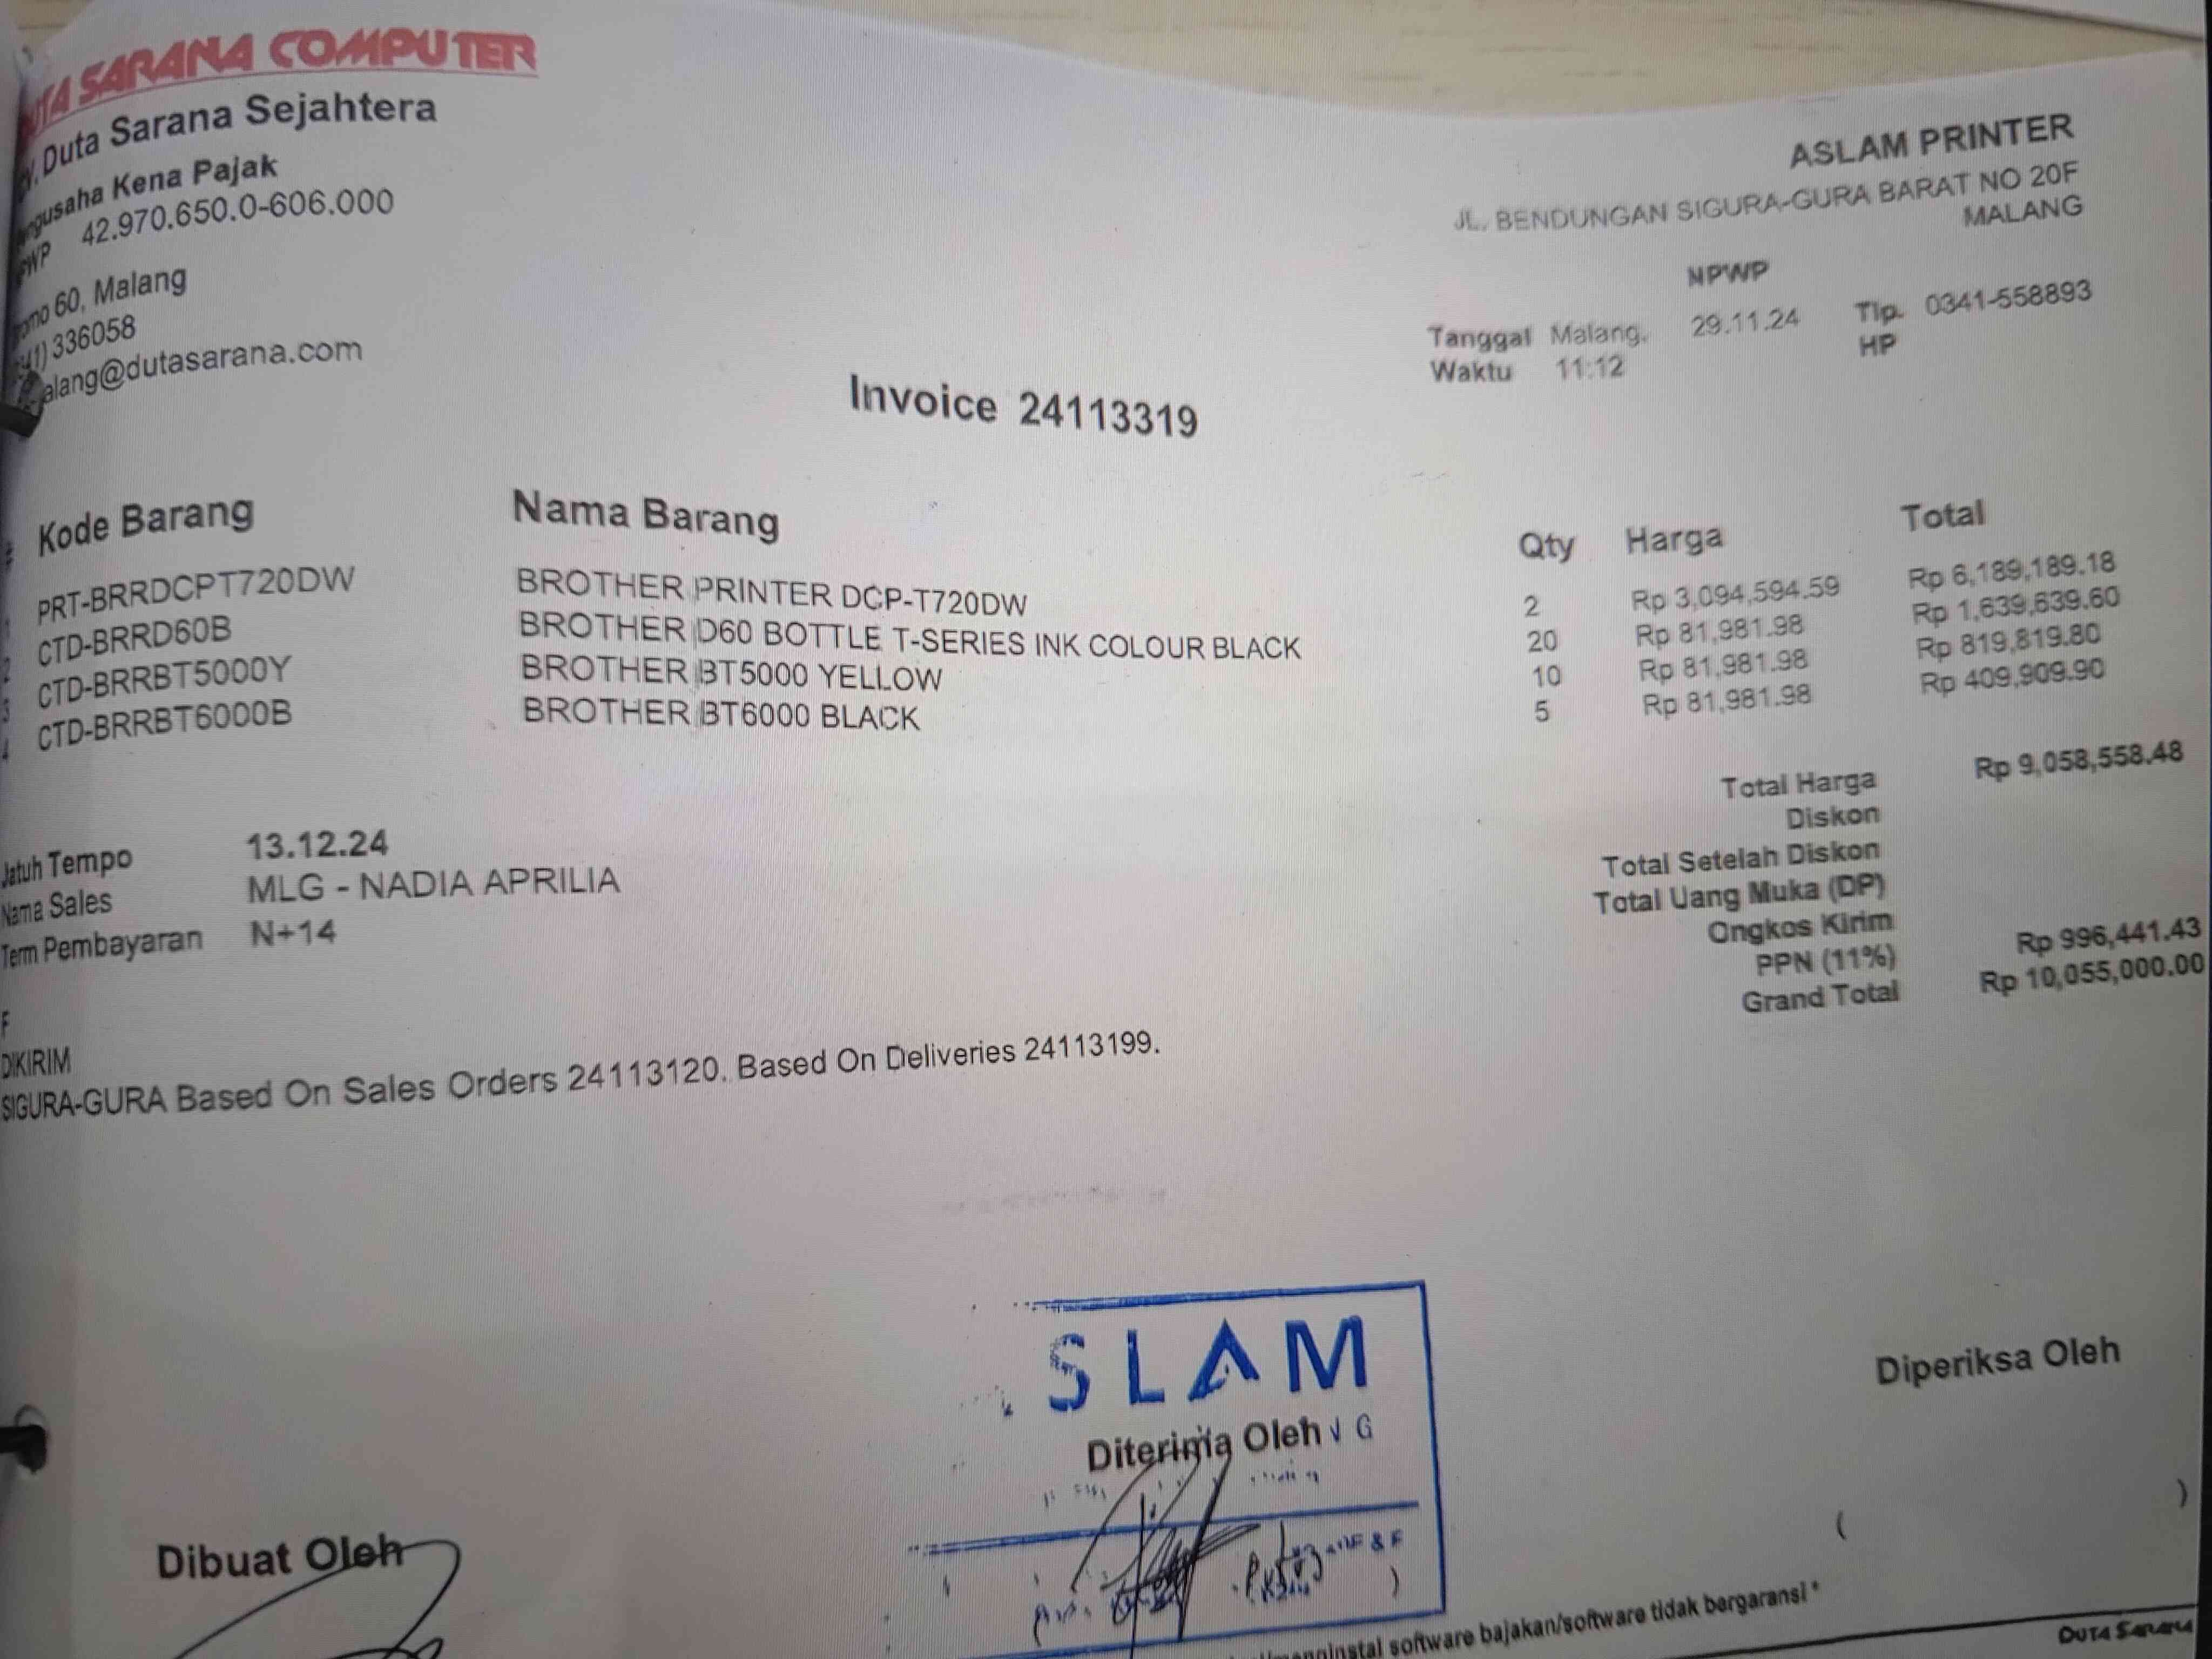 SARANA COMPUTER
Duta Sarana Sejahtera
Kena Pajak
42.970.650.0-606.000
60, Malang
336058
alang@dutasarana.com
ASLAM PRINTER
JL. BENDUNGAN SIGURA-GURA BARAT NO 20F
MALANG
NPWP
Tanggal Malang, 29.11.24 Tlp. 0341-558893
Waktu 11:12 HP
Invoice 24113319
Kode Barang Nama Barang Qty Harga Total
PRT-BRRDCPT720DW BROTHER PRINTER DCP-T720DW 2 Rp 3,094,594.59 Rp 6,189,189.18
CTD-BRRD60B BROTHER D60 BOTTLE T-SERIES INK COLOUR BLACK 20 Rp 81,981.98 Rp 1,639,639.60
CTD-BRRBT5000Y BROTHER BT5000 YELLOW 10 Rp 81,981.98 Rp 819,819.80
CTD-BRRBT6000B BROTHER BT6000 BLACK 5 Rp 81,981.98 Rp 409,909.90
Total Harga Rp 9,058,558.48
Diskon
Total Setelah Diskon
Total Uang Muka (DP)
Ongkos Kirim
PPN (11%) Rp 996,441.43
Grand Total Rp 10,055,000.00
Jatuh Tempo 13.12.24
Nama Sales MLG - NADIA APRILIA
Term Pembayaran N+14
F
DIKIRIM
SIGURA-GURA Based On Sales Orders 24113120. Based On Deliveries 24113199.
SLAM
Dibuat Oleh
Diterima Oleh
Diperiksa Oleh
( )
software bajakan/software tidak bergaransi *
DUTA SARANA